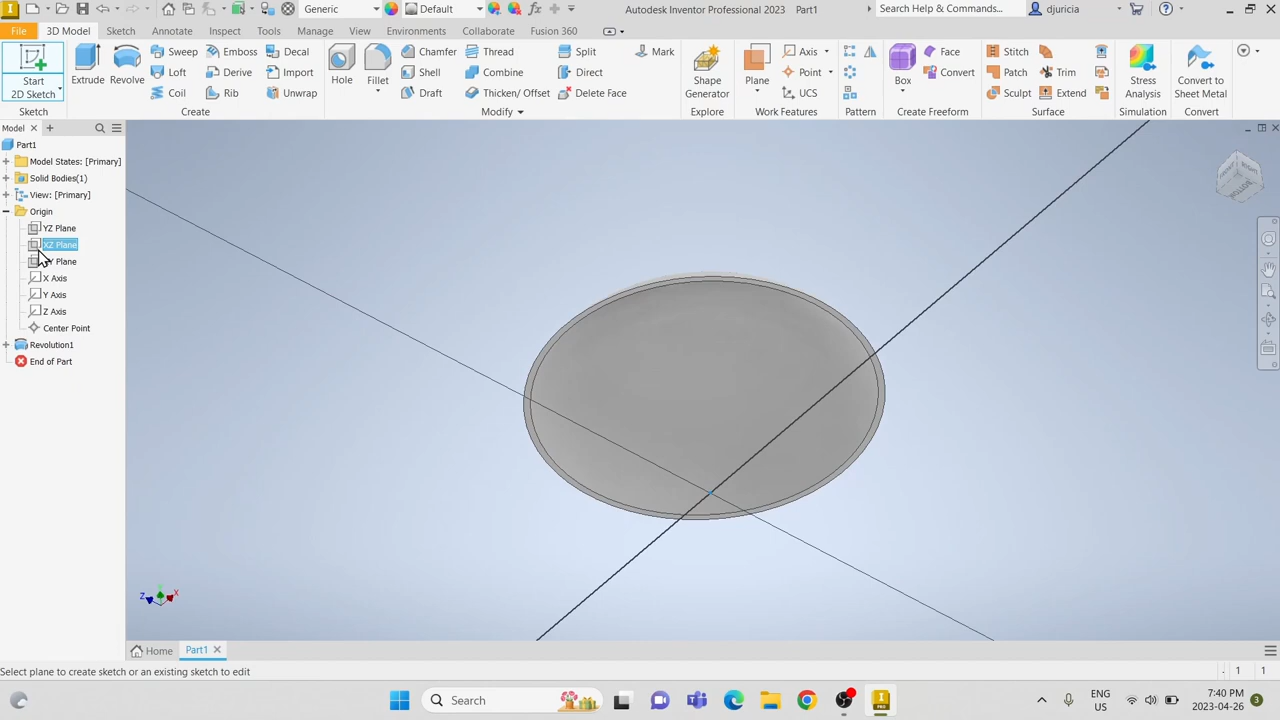 Generic
Default
fx
Autodesk Inventor Professional 2023 Part1
Search Help & Commands...
djuricia
File
3D Model
Sketch
Annotate
Inspect
Tools
Manage
View
Environments
Collaborate
Fusion 360
Start
2D Sketch
Sketch
Extrude
Revolve
Sweep
Loft
Coil
Emboss
Derive
Rib
Decal
Import
Unwrap
Create
Hole
Fillet
Chamfer
Shell
Draft
Thread
Combine
Thicken/ Offset
Split
Direct
Delete Face
Modify
Mark
Shape
Generator
Explore
Plane
Axis
Point
UCS
Work Features
Pattern
Box
Face
Convert
Create Freeform
Stitch
Patch
Sculpt
Trim
Extend
Surface
Stress
Analysis
Simulation
Convert to
Sheet Metal
Convert
Model
Part1
Model States: [Primary]
Solid Bodies(1)
View: [Primary]
Origin
YZ Plane
XZ Plane
Y Plane
X Axis
Y Axis
Z Axis
Center Point
Revolution1
End of Part
Z
X
Home
Part1
Select plane to create sketch or an existing sketch to edit
1
1
Search
PRO
ENG
US
7:40 PM
2023-04-26
3